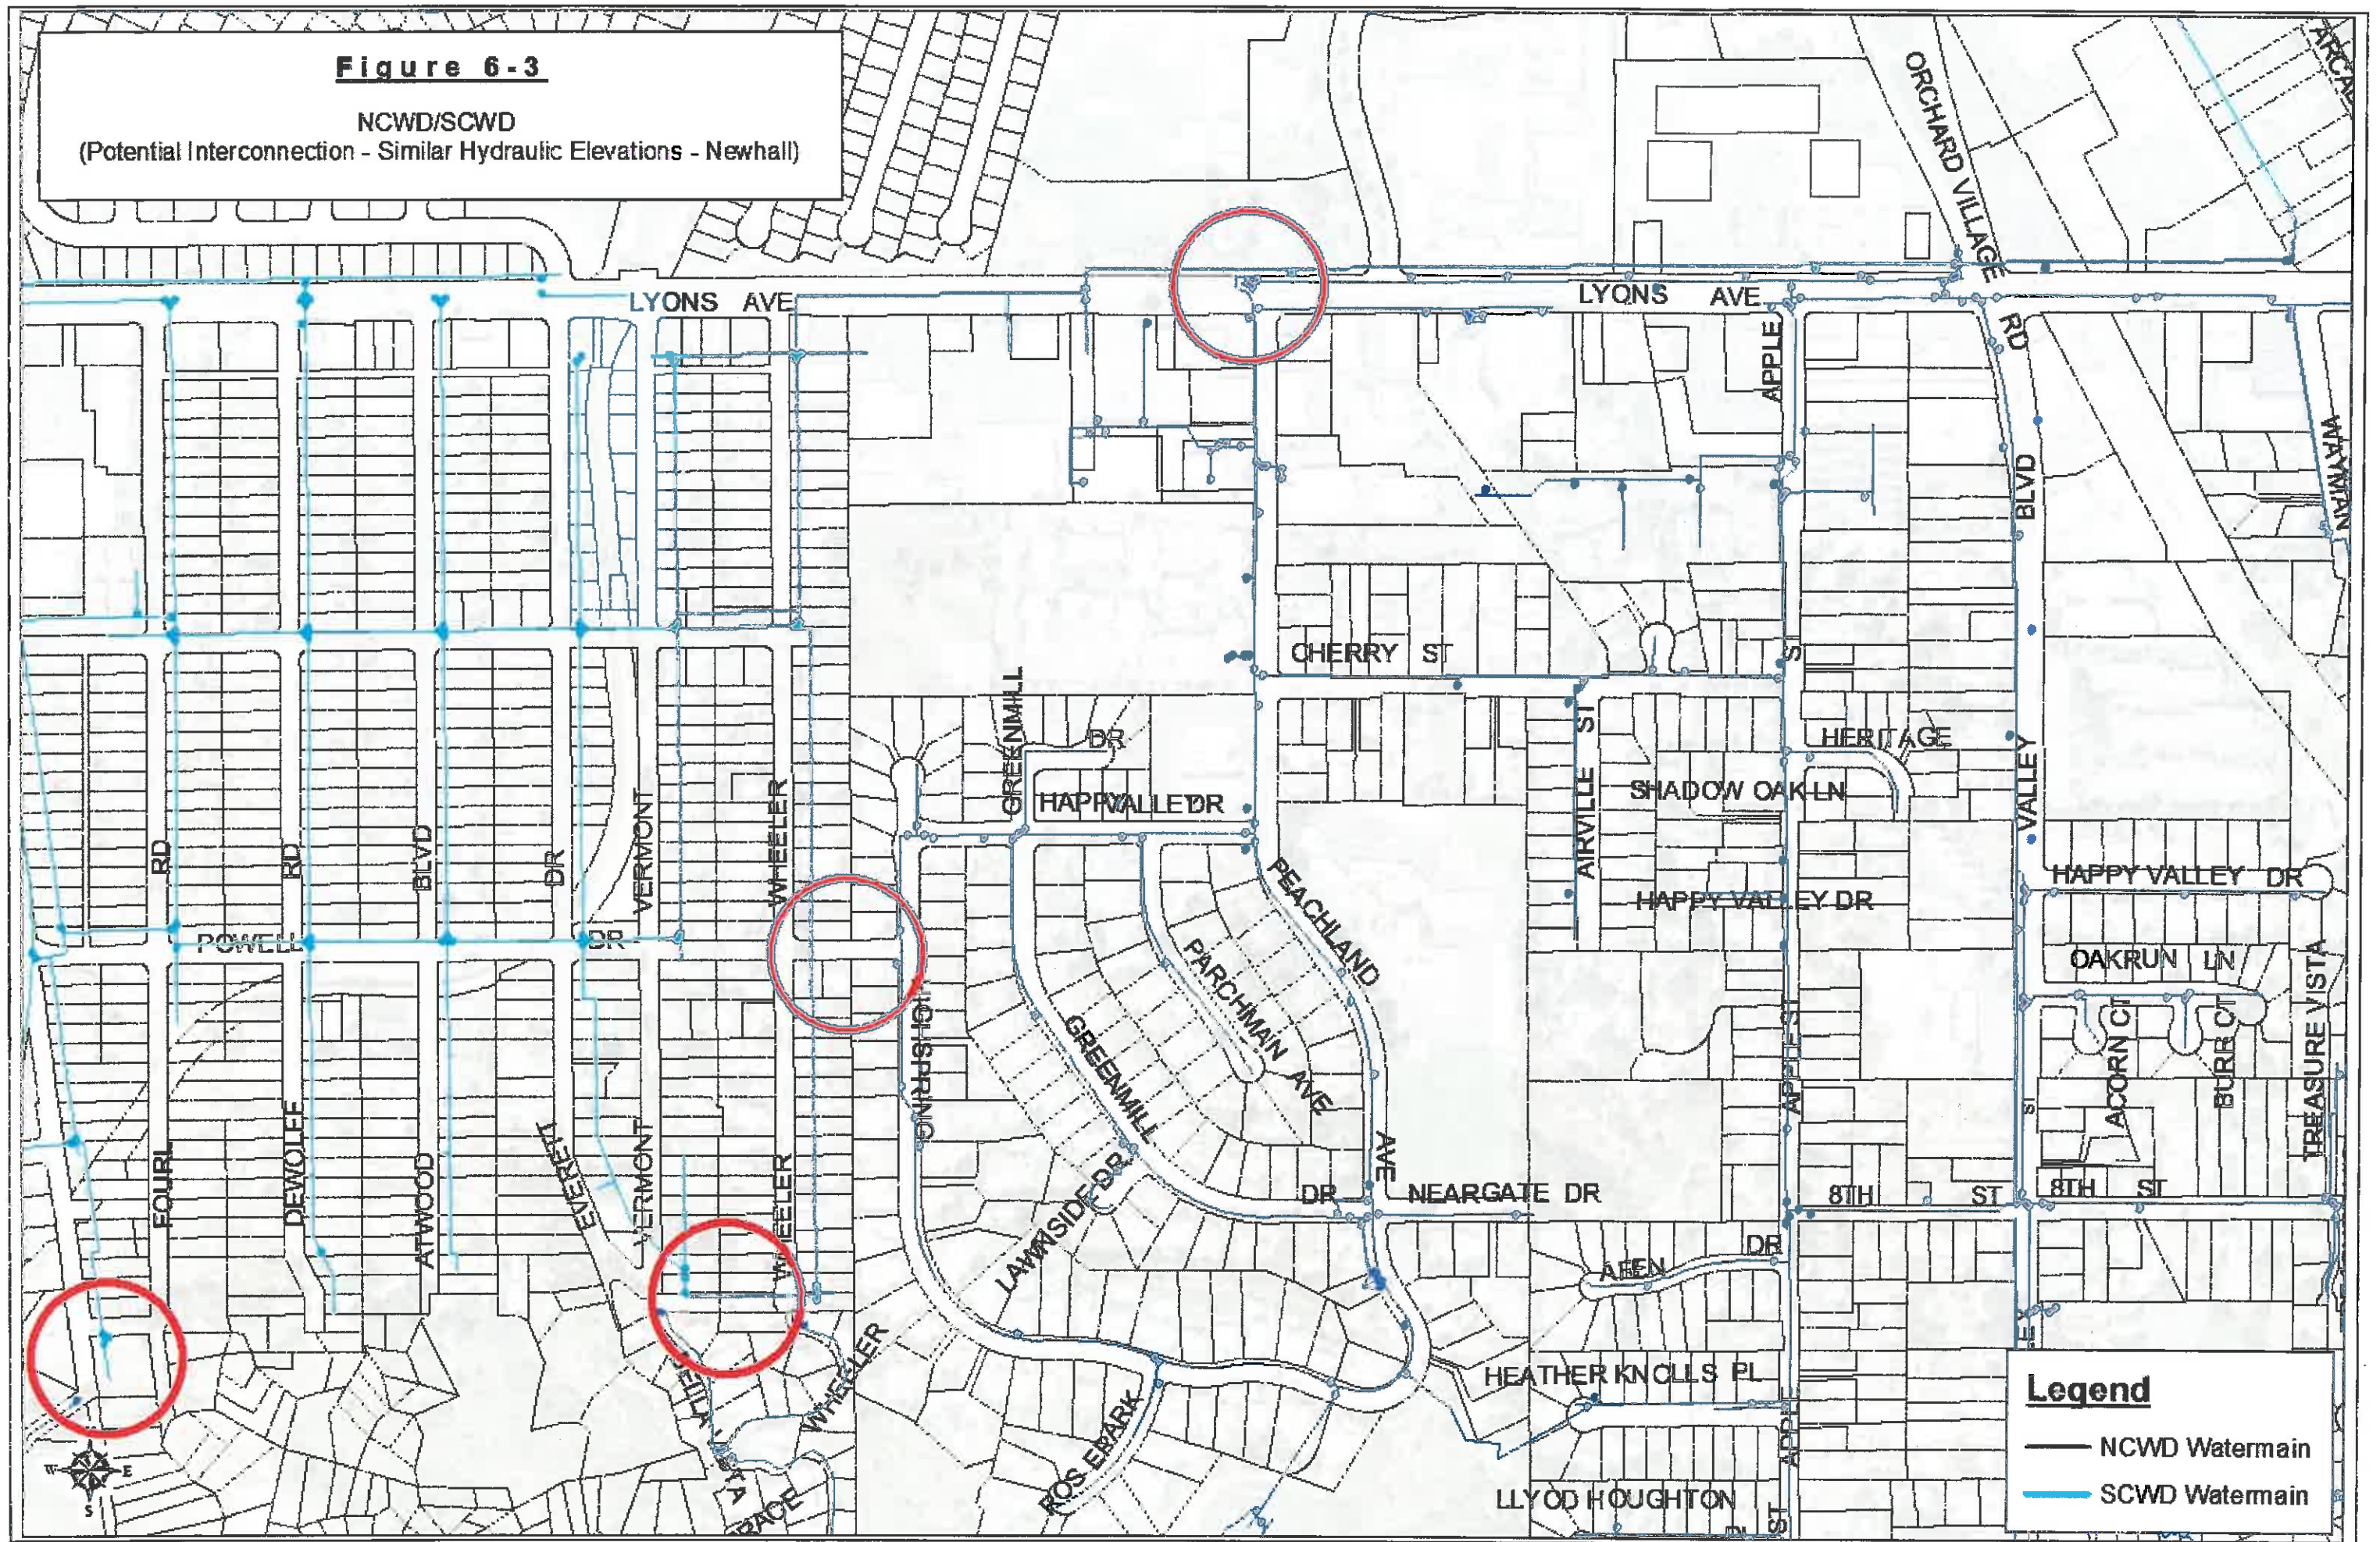 Figure 6-3
NCWD/SCWD
(Potential Interconnection - Similar Hydraulic Elevations - Newhall)
ORCHARD VILLAGE
RD
LYONS AVE
LYONS AVE
APPLE
S
WAYMAN
BLVD
VALLEY
CHERRY ST
GREENMILL
DR
HAPPY VALLE DR
AIRVILLE ST
HERITAGE
SHADOW OAK LN
HAPPY VALLEY DR
HAPPY VALLEY DR
OAKRUN LN
ACORN CT
BURR CT
TREASURE VISTA
RD
RD
BLVD
DR
VERMONT
WHEELER
POWELL DR
PEACHLAND
AVE
PARCHMAN AVE
GREENMILL
DR
LAWNSIDE DR
NEARGATE DR
APPLE ST
8TH ST
8TH ST
ST
FOURL
DEWOLFE
ATWOOD
EVERETT
VERMONT
WHEELER
WHEELER
DR
HEATHER KNOLLS PL
ROSEPARK
LLYOD HOUGHTON
PL
ST
W E
S
Legend
NCWD Watermain
SCWD Watermain